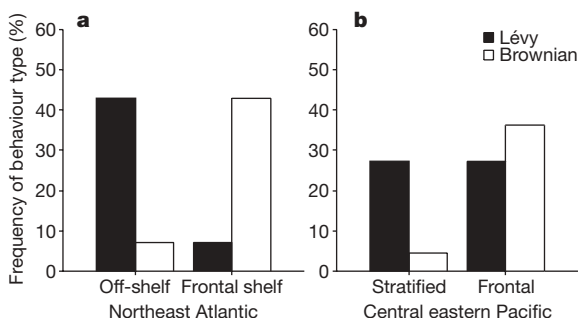 a
b
Frequency of behaviour type (%)
60
50
40
30
20
10
0
Off-shelf Frontal shelf
Northeast Atlantic
60
50
40
30
20
10
0
Lévy
Brownian
Stratified Frontal
Central eastern Pacific